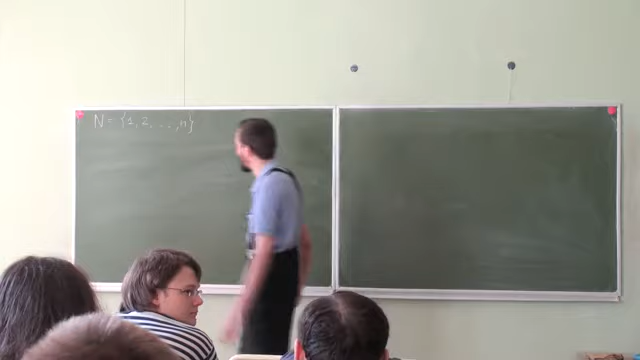 N = {1, 2, ..., n}